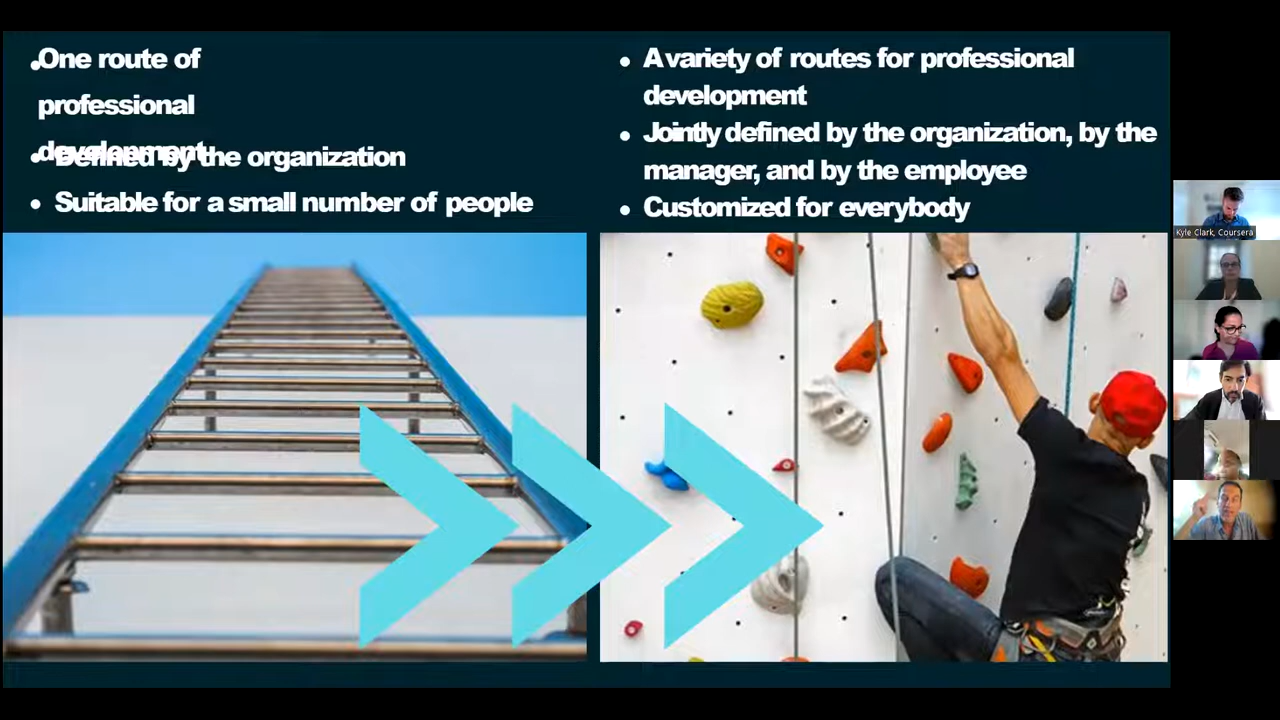 One route of
professional
development
Defined by the organization
Suitable for a small number of people
A variety of routes for professional
development
Jointly defined by the organization, by the
manager, and by the employee
Customized for everybody
Kyle Clark, Coursera